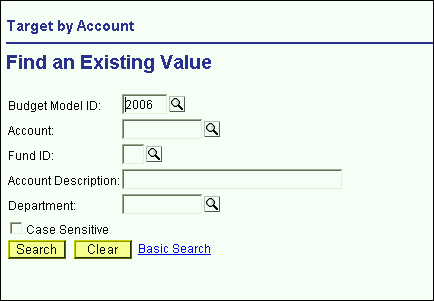 Target by Account
Find an Existing Value
Budget Model ID: 2006
Account:
Fund ID:
Account Description:
Department:
Case Sensitive
Search Clear Basic Search